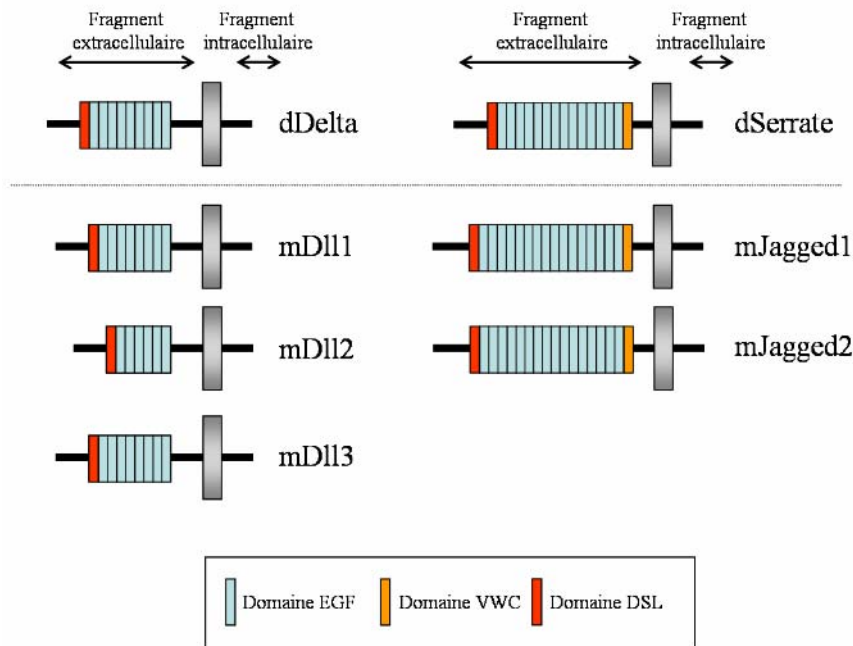 Fragment
extracellulaire
Fragment
intracellulaire
Fragment
extracellulaire
Fragment
intracellulaire
dDelta
dSerrate
mDll1
mJagged1
mDll2
mJagged2
mDll3
Domaine EGF
Domaine VWC
Domaine DSL